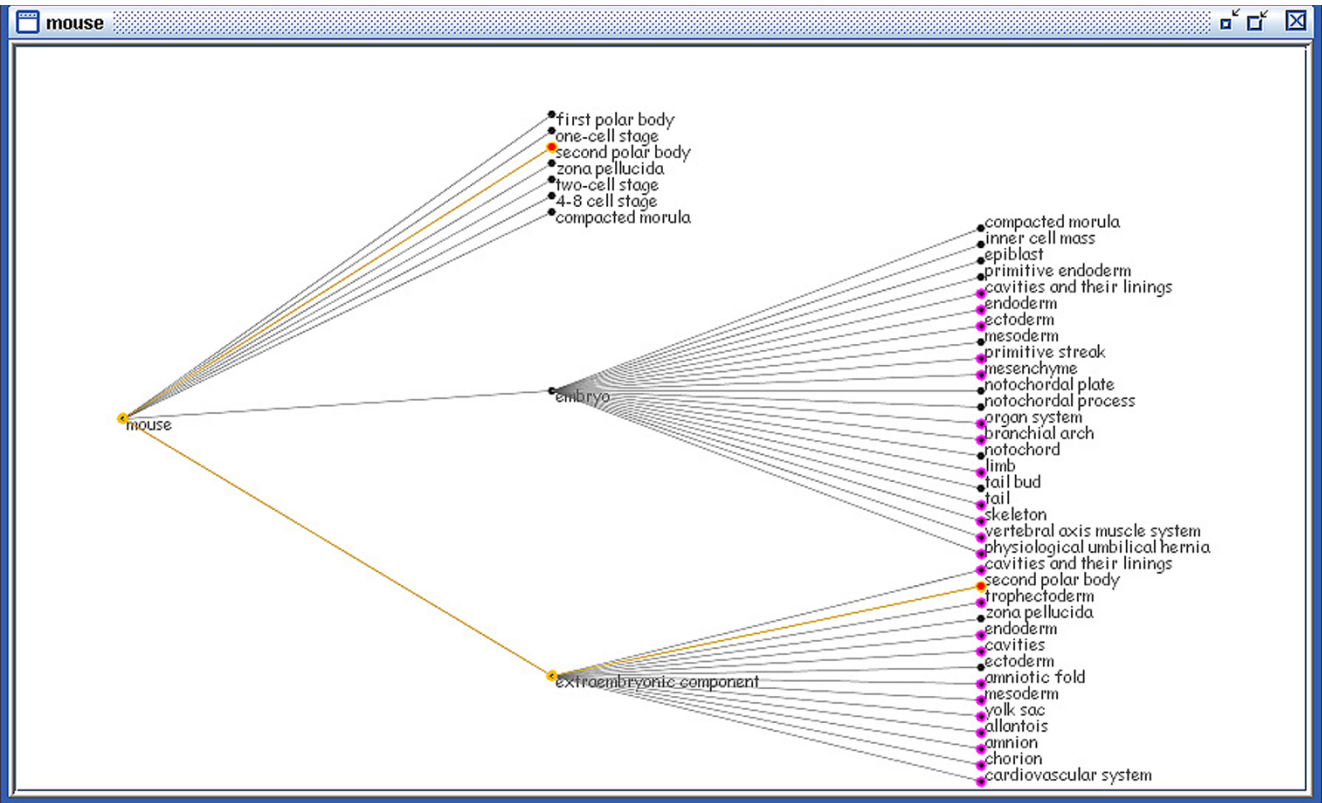 mouse
first polar body
one-cell stage
second polar body
zona pellucida
two-cell stage
4-8 cell stage
compacted morula
mouse
embryo
extraembryonic component
compacted morula
inner cell mass
epiblast
primitive endoderm
cavities and their linings
endoderm
ectoderm
mesoderm
primitive streak
mesenchyme
notochordal plate
notochordal process
organ system
branchial arch
notochord
limb
tail bud
tail
skeleton
vertebral axis muscle system
physiological umbilical hernia
cavities and their linings
second polar body
trophectoderm
zona pellucida
endoderm
cavities
ectoderm
amniotic fold
mesoderm
yolk sac
allantois
amnion
chorion
cardiovascular system